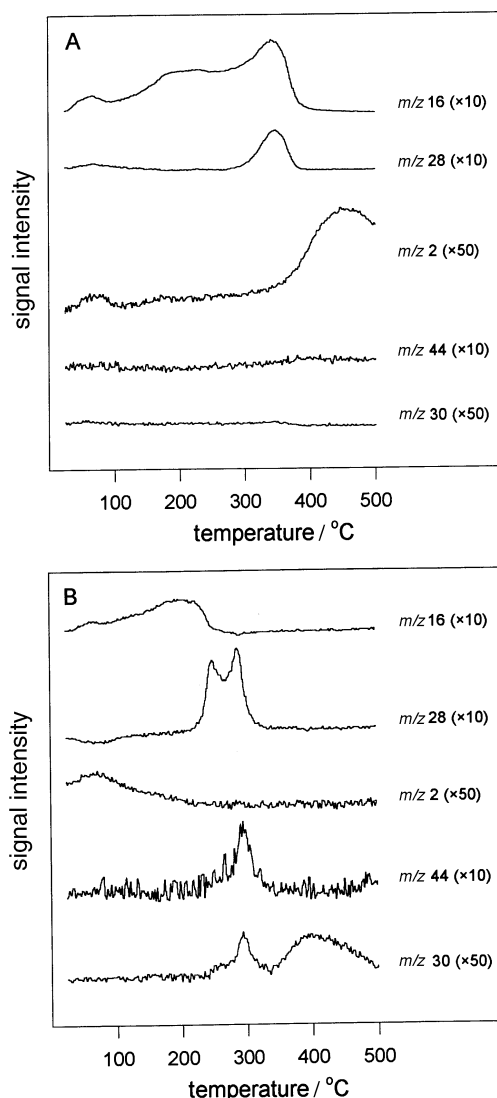 A
m/z 16 (×10)
m/z 28 (×10)
m/z 2 (×50)
m/z 44 (×10)
m/z 30 (×50)
signal intensity
100 200 300 400 500
temperature / °C
B
m/z 16 (×10)
m/z 28 (×10)
m/z 2 (×50)
m/z 44 (×10)
m/z 30 (×50)
signal intensity
100 200 300 400 500
temperature / °C